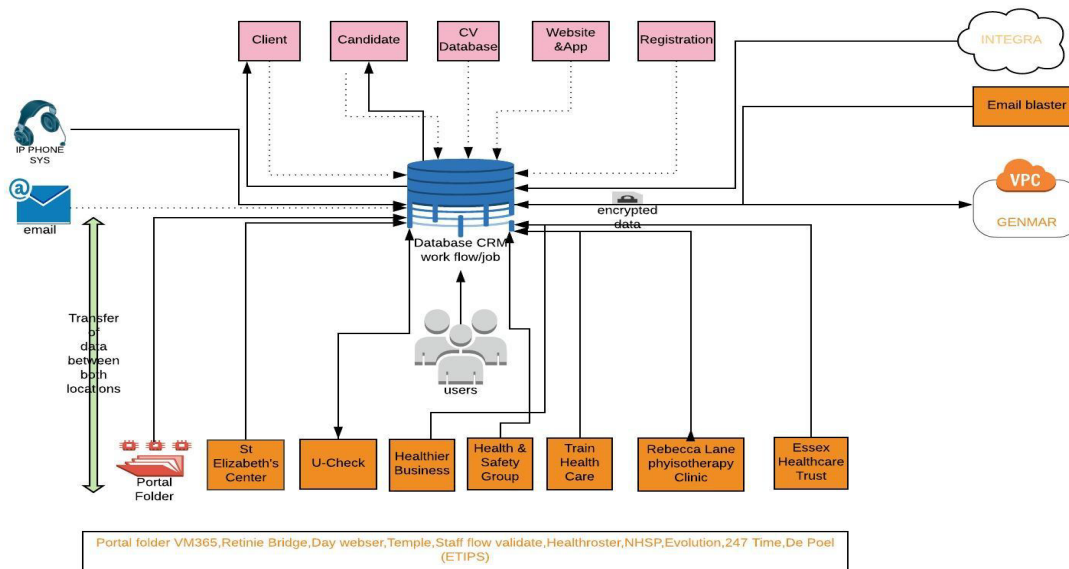 Client
Candidate
CV
Database
Website
&App
Registration
INTEGRA
Email blaster
IP PHONE
SYS
@
email
VPC
GENMAR
encrypted
data
Database CRM
work flow/job
Transfer
of
data
between
both
locations
users
Portal
Folder
St
Elizabeth's
Center
U-Check
Healthier
Business
Health &
Safety
Group
Train
Health
Care
Rebecca Lane
phyisotherapy
Clinic
Essex
Healthcare
Trust
Portal folder VM365,Retinie Bridge,Day webser,Temple,Staff flow validate,Healthroster,NHSP,Evolution,247 Time,De Poel
(ETIPS)